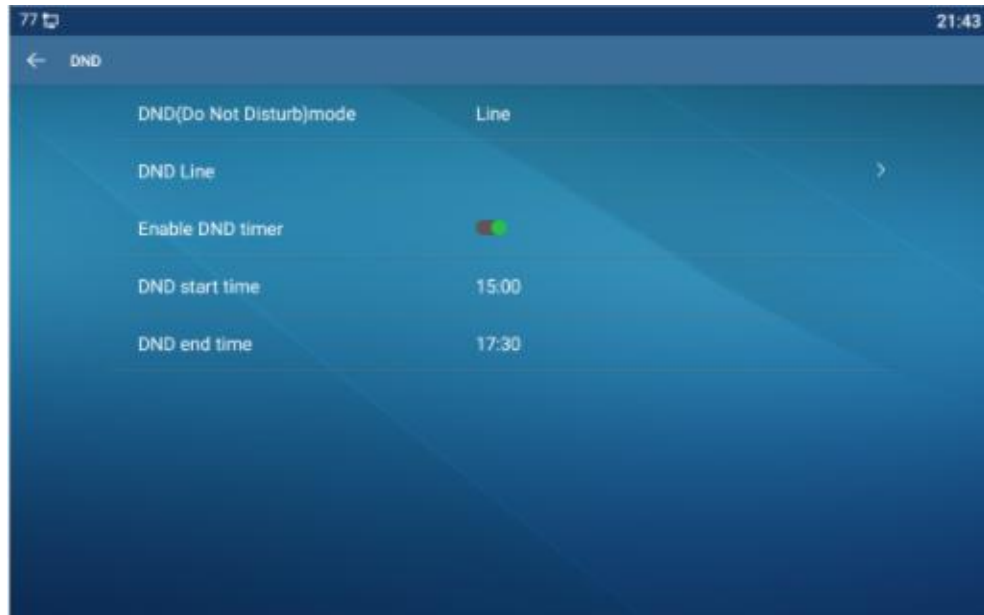 77 21:43
DND
DND(Do Not Disturb)mode Line
DND Line
Enable DND timer
DND start time 15:00
DND end time 17:30